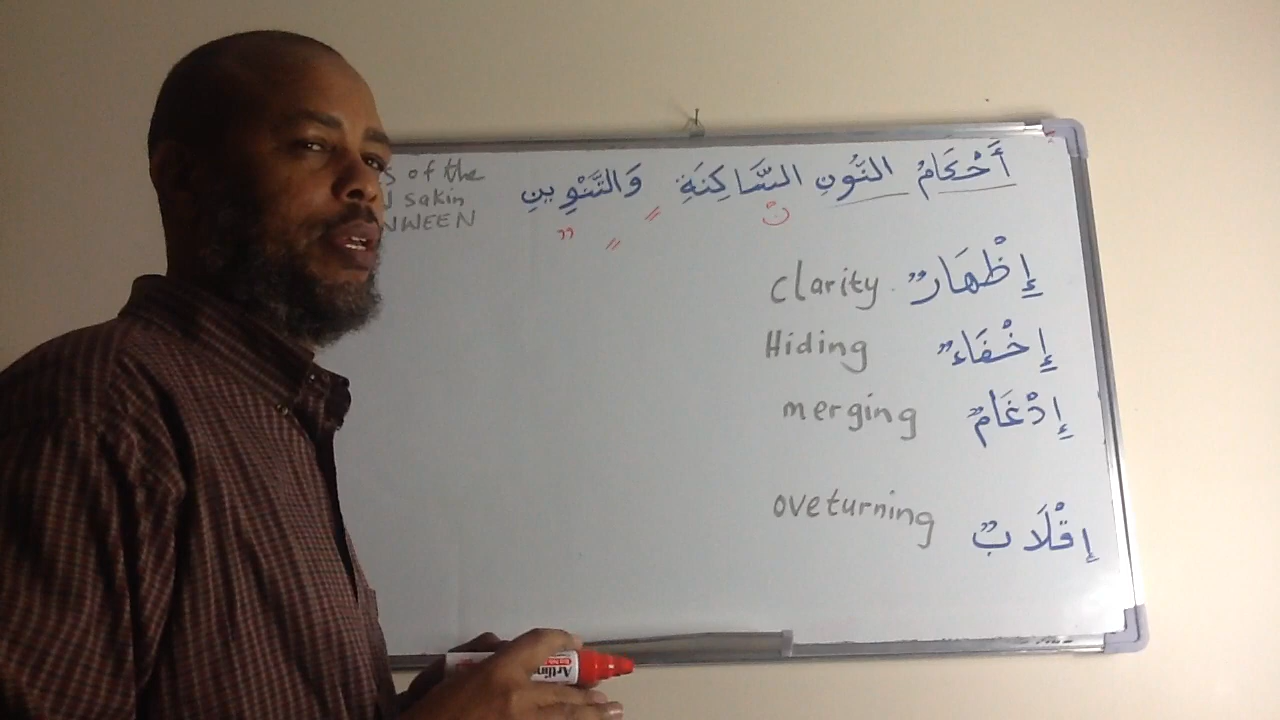 أَحْكَامُ النُّونِ السَّاكِنَةِ وَالتَّنْوِينِ
of the
sakin
NWEEN
إِظْهَارٌ clarity
إِخْفَاءٌ Hiding
إِدْغَامٌ merging
إِقْلَابٌ oveturning
Artline